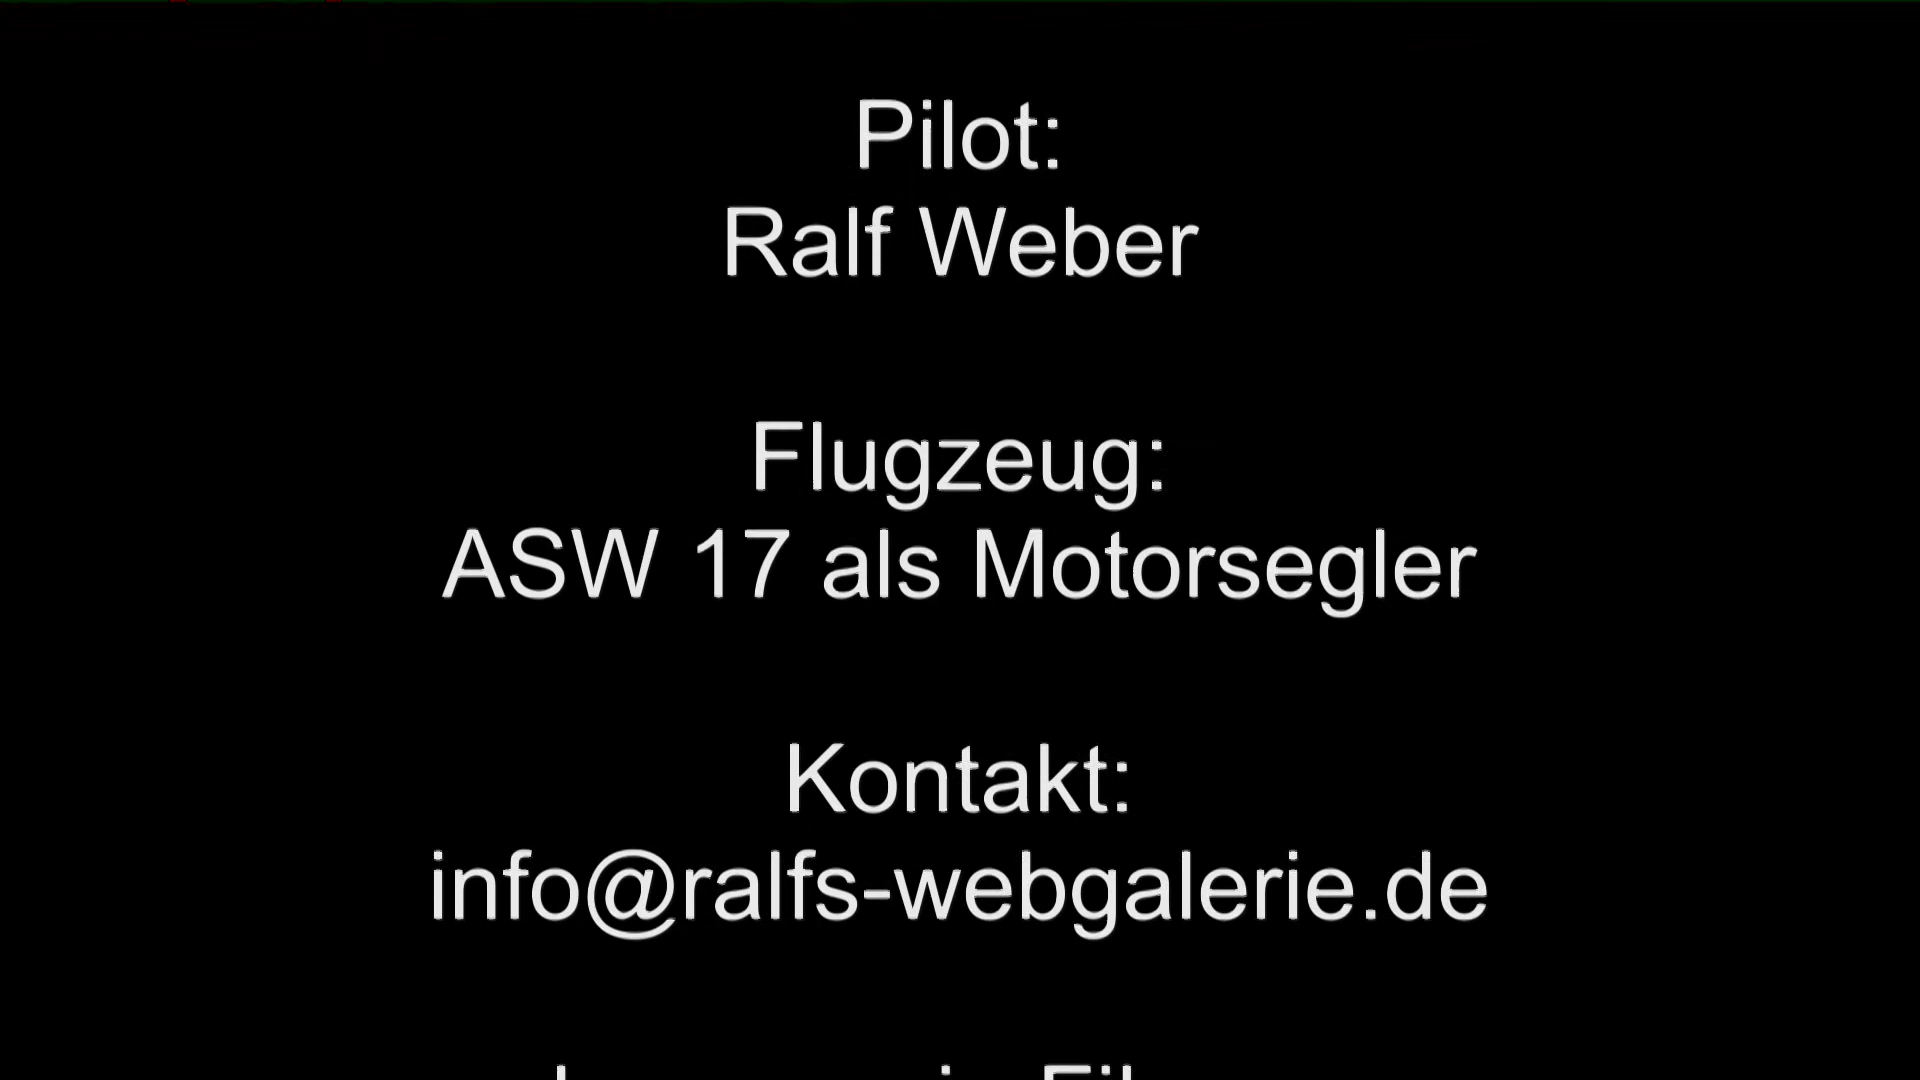 Pilot:
Ralf Weber
Flugzeug:
ASW 17 als Motorsegler
Kontakt:
info@ralfs-webgalerie.de